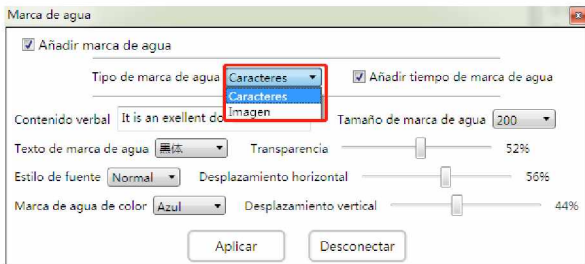 Marca de agua
Añadir marca de agua
Tipo de marca de agua Caracteres Añadir tiempo de marca de agua
Caracteres
Imagen
Contenido verbal It is an exellent do Tamaño de marca de agua 200
Texto de marca de agua 黑体 Transparencia 52%
Estilo de fuente Normal Desplazamiento horizontal 56%
Marca de agua de color Azul Desplazamiento vertical 44%
Aplicar Desconectar